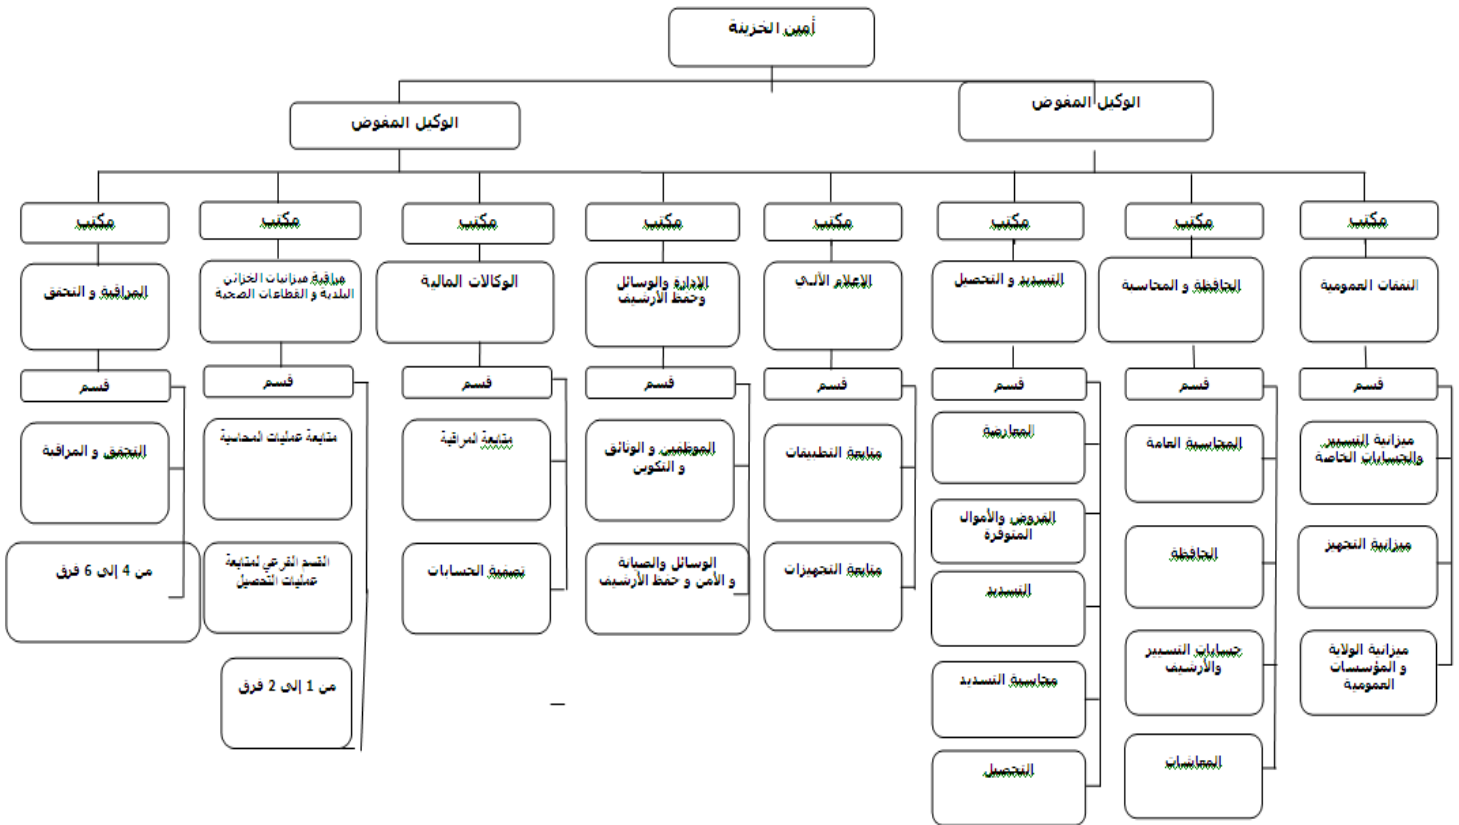 أمين الخزينة
الوكيل المفوض
الوكيل المفوض
مكتب
مكتب
مكتب
مكتب
مكتب
مكتب
مكتب
مكتب
النفقات العمومية
الحافظة و المحاسبة
التسديد و التحصيل
الإعلام الألي
الإدارة والوسائل
وحفظ الأرشيف
الوكالات المالية
مراقبة ميزانيات الخزائن
البلدية و القطاعات الصحية
المراقبة و التحقق
قسم
قسم
قسم
قسم
قسم
قسم
قسم
قسم
ميزانية التسيير
والحسابات الخاصة
ميزانية التجهيز
ميزانية الولاية
و المؤسسات
العمومية
المحاسبة العامة
الحافظة
حسابات التسيير
والأرشيف
المعاشات
المعارضة
القروض والأموال
المتوفرة
التسديد
محاسبة التسديد
التحصيل
متابعة التطبيقات
متابعة التجهيزات
الموظفين و الوثائق
و التكوين
الوسائل والصيانة
و الأمن و حفظ الأرشيف
متابعة المراقبة
تصفية الحسابات
متابعة عمليات المحاسبة
القسم الفرعي لمتابعة
عمليات التحصيل
من 1 إلى 2 فرق
التحقق و المراقبة
من 4 إلى 6 فرق